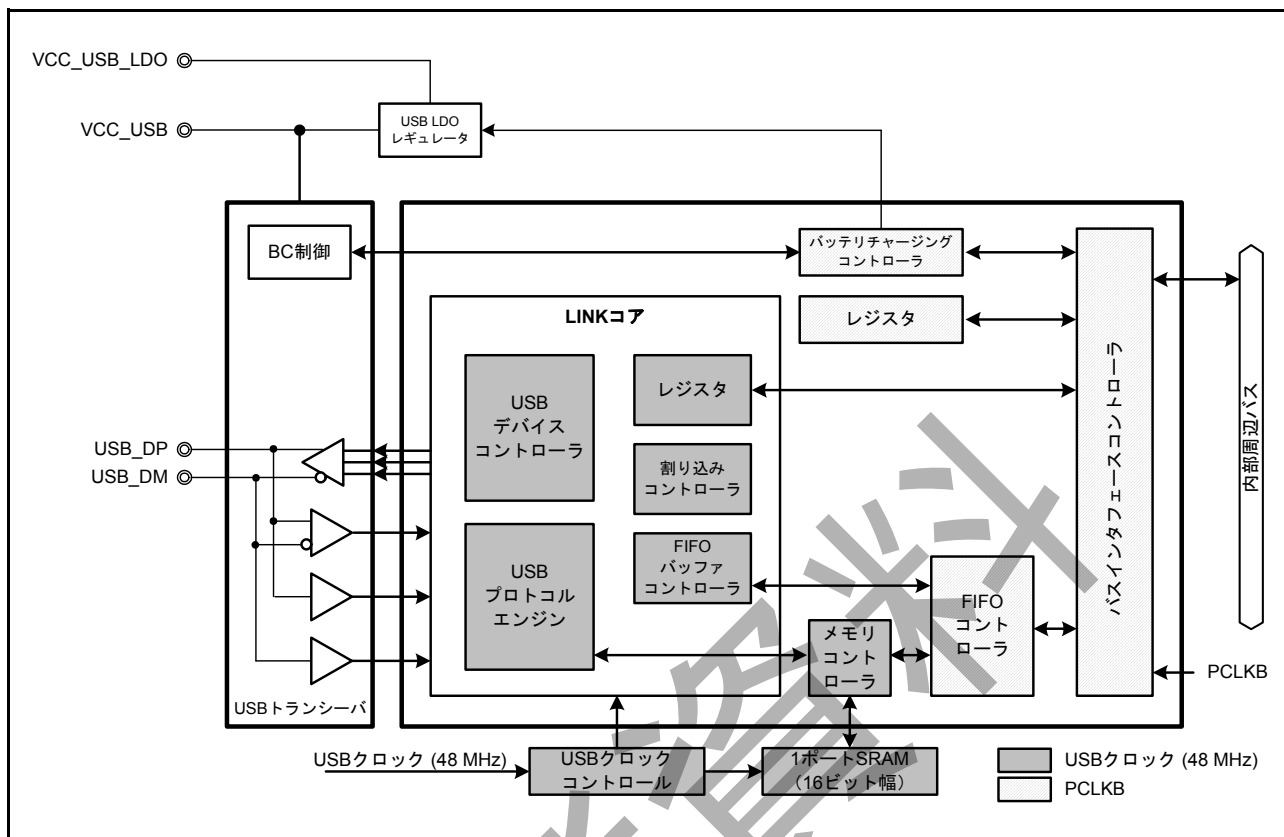 VCC_USB_LDO
VCC_USB
USB LDO
レギュレータ
BC制御
バッテリチャージング
コントローラ
LINKコア
レジスタ
USB
デバイス
コントローラ
レジスタ
バスインタフェースコントローラ
内部周辺バス
USB_DP
USB_DM
割り込み
コントローラ
USB
プロトコル
エンジン
FIFO
バッファ
コントローラ
FIFO
コント
ローラ
メモリ
コント
ローラ
PCLKB
USBトランシーバ
USBクロック (48 MHz)
USBクロック
コントロール
1ポートSRAM
(16ビット幅)
USBクロック (48 MHz)
PCLKB
資料